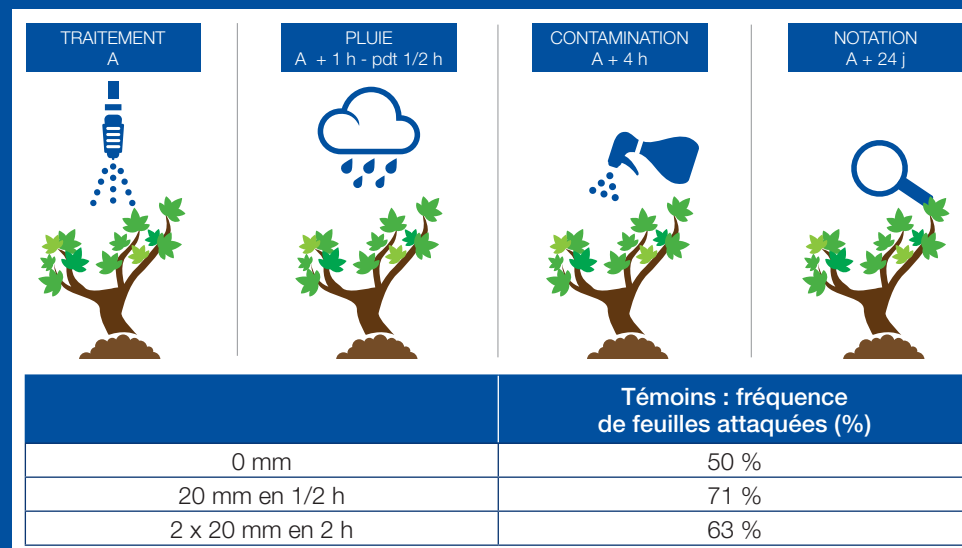 TRAITEMENT
A
PLUIE
A + 1 h - pdt 1/2 h
CONTAMINATION
A + 4 h
NOTATION
A + 24 j
Témoins : fréquence
de feuilles attaquées (%)
0 mm 50 %
20 mm en 1/2 h 71 %
2 x 20 mm en 2 h 63 %